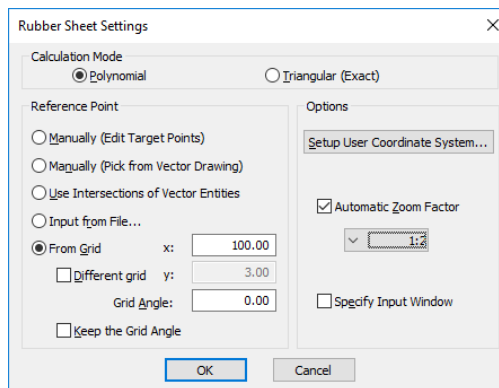 Rubber Sheet Settings
Calculation Mode
Polynomial
Triangular (Exact)
Reference Point
Manually (Edit Target Points)
Manually (Pick from Vector Drawing)
Use Intersections of Vector Entities
Input from File...
From Grid x: 100.00
Different grid y: 3.00
Grid Angle: 0.00
Keep the Grid Angle
Options
Setup User Coordinate System...
Automatic Zoom Factor
1:2
Specify Input Window
OK Cancel